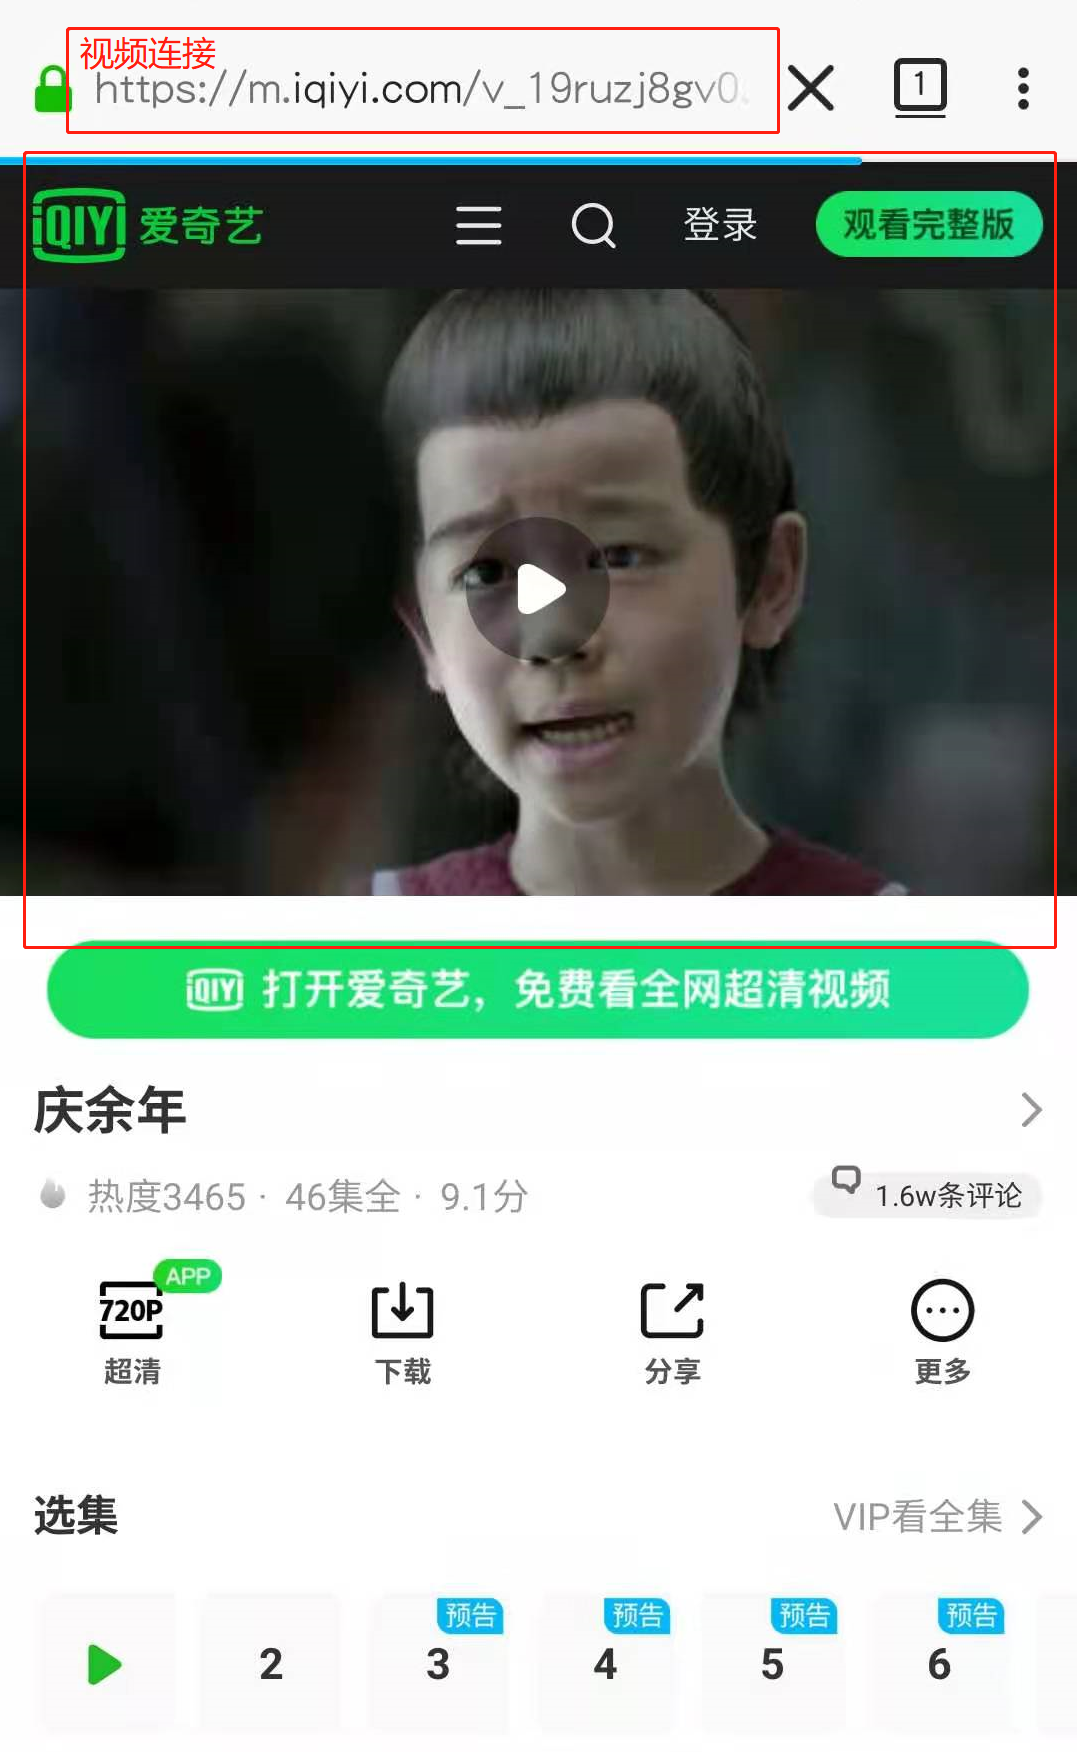 视频连接
https://m.iqiyi.com/v_19ruzj8gv0
1
iQIYI 爱奇艺 登录 观看完整版
iQIYI 打开爱奇艺，免费看全网超清视频
庆余年
热度3465 · 46集全 · 9.1分 1.6w条评论
APP
720P
超清 下载 分享 更多
选集 VIP看全集
预告 预告 预告 预告
2 3 4 5 6